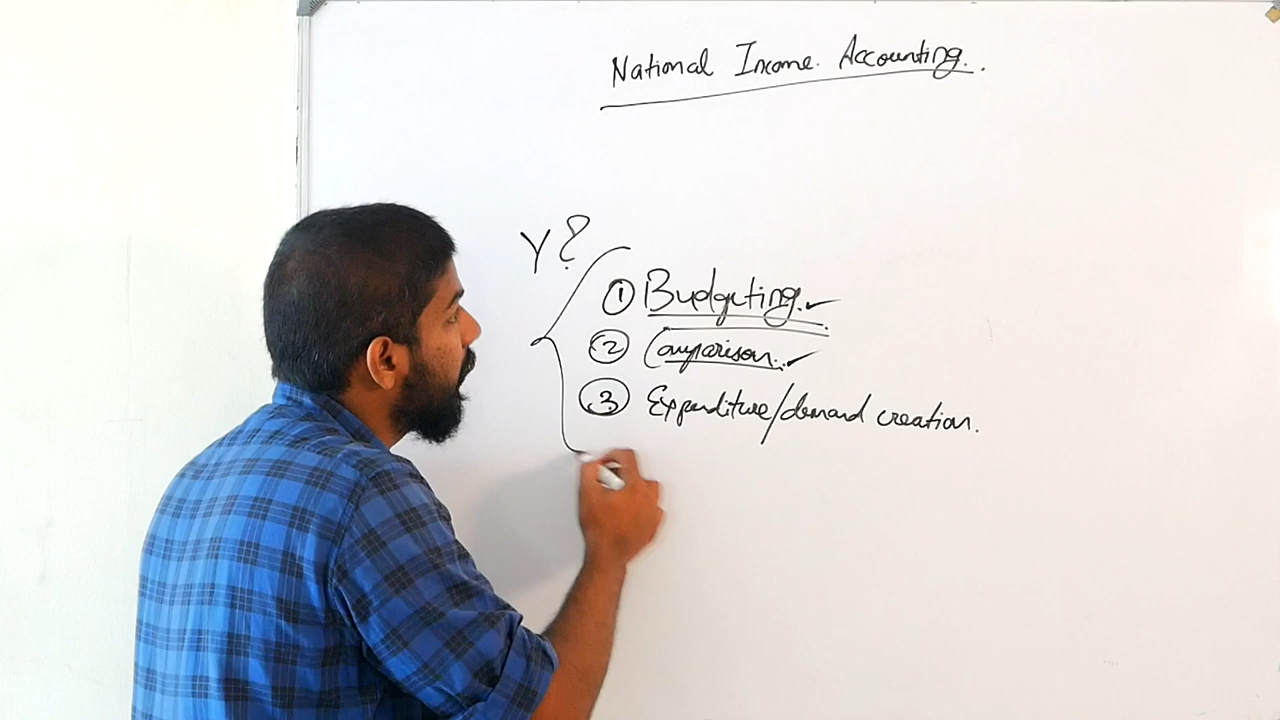 National Income Accounting.
Y?
① Budgeting.
② Comparison.
③ Expenditure/demand creation.